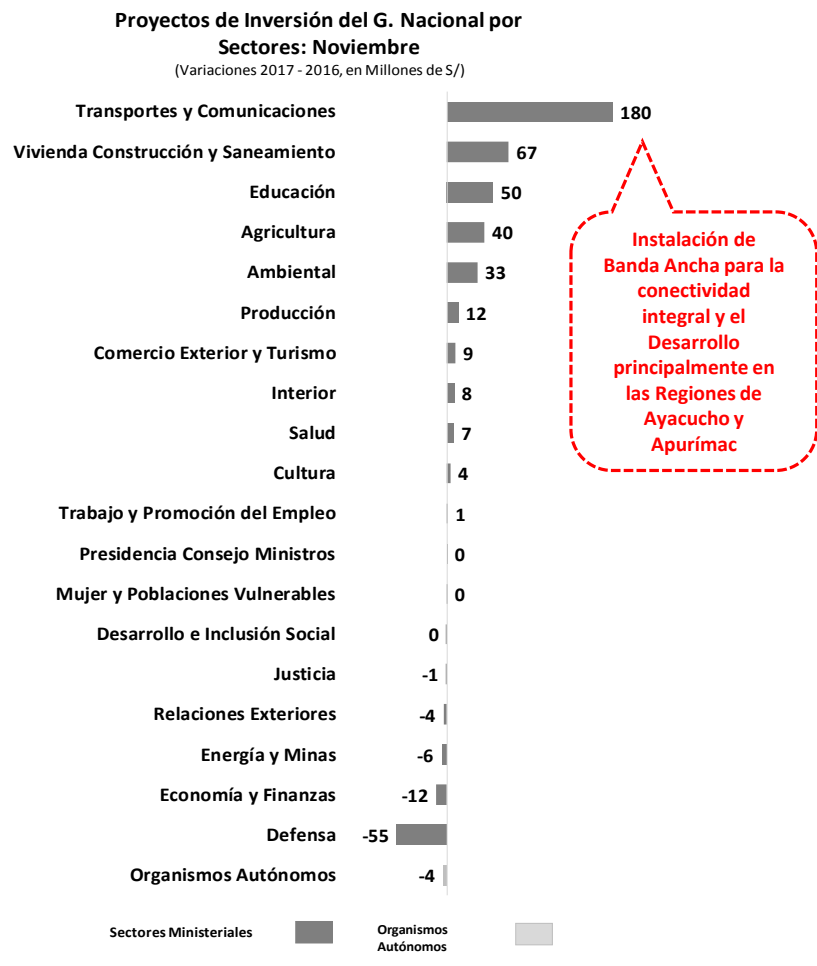 Proyectos de Inversión del G. Nacional por
Sectores: Noviembre
(Variaciones 2017 - 2016, en Millones de S/)
Transportes y Comunicaciones 180
Vivienda Construcción y Saneamiento 67
Educación 50
Agricultura 40
Ambiental 33
Producción 12
Comercio Exterior y Turismo 9
Interior 8
Salud 7
Cultura 4
Trabajo y Promoción del Empleo 1
Presidencia Consejo Ministros 0
Mujer y Poblaciones Vulnerables 0
Desarrollo e Inclusión Social 0
Justicia -1
Relaciones Exteriores -4
Energía y Minas -6
Economía y Finanzas -12
Defensa -55
Organismos Autónomos -4
Instalación de
Banda Ancha para la
conectividad
integral y el
Desarrollo
principalmente en
las Regiones de
Ayacucho y
Apurímac
Sectores Ministeriales
Organismos
Autónomos